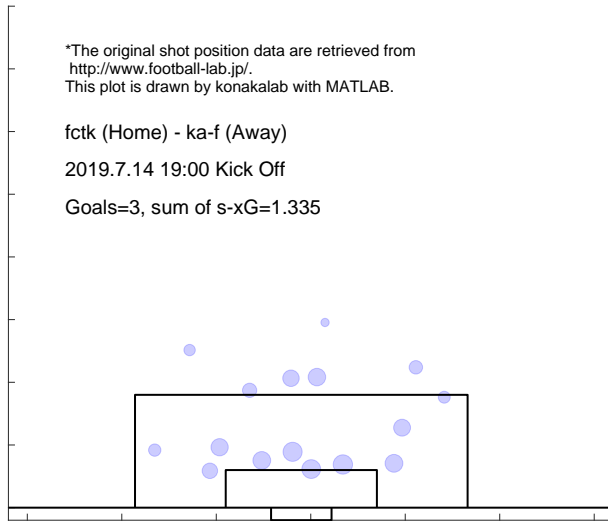 *The original shot position data are retrieved from
http://www.football-lab.jp/.
This plot is drawn by konakalab with MATLAB.
fctk (Home) - ka-f (Away)
2019.7.14 19:00 Kick Off
Goals=3, sum of s-xG=1.335